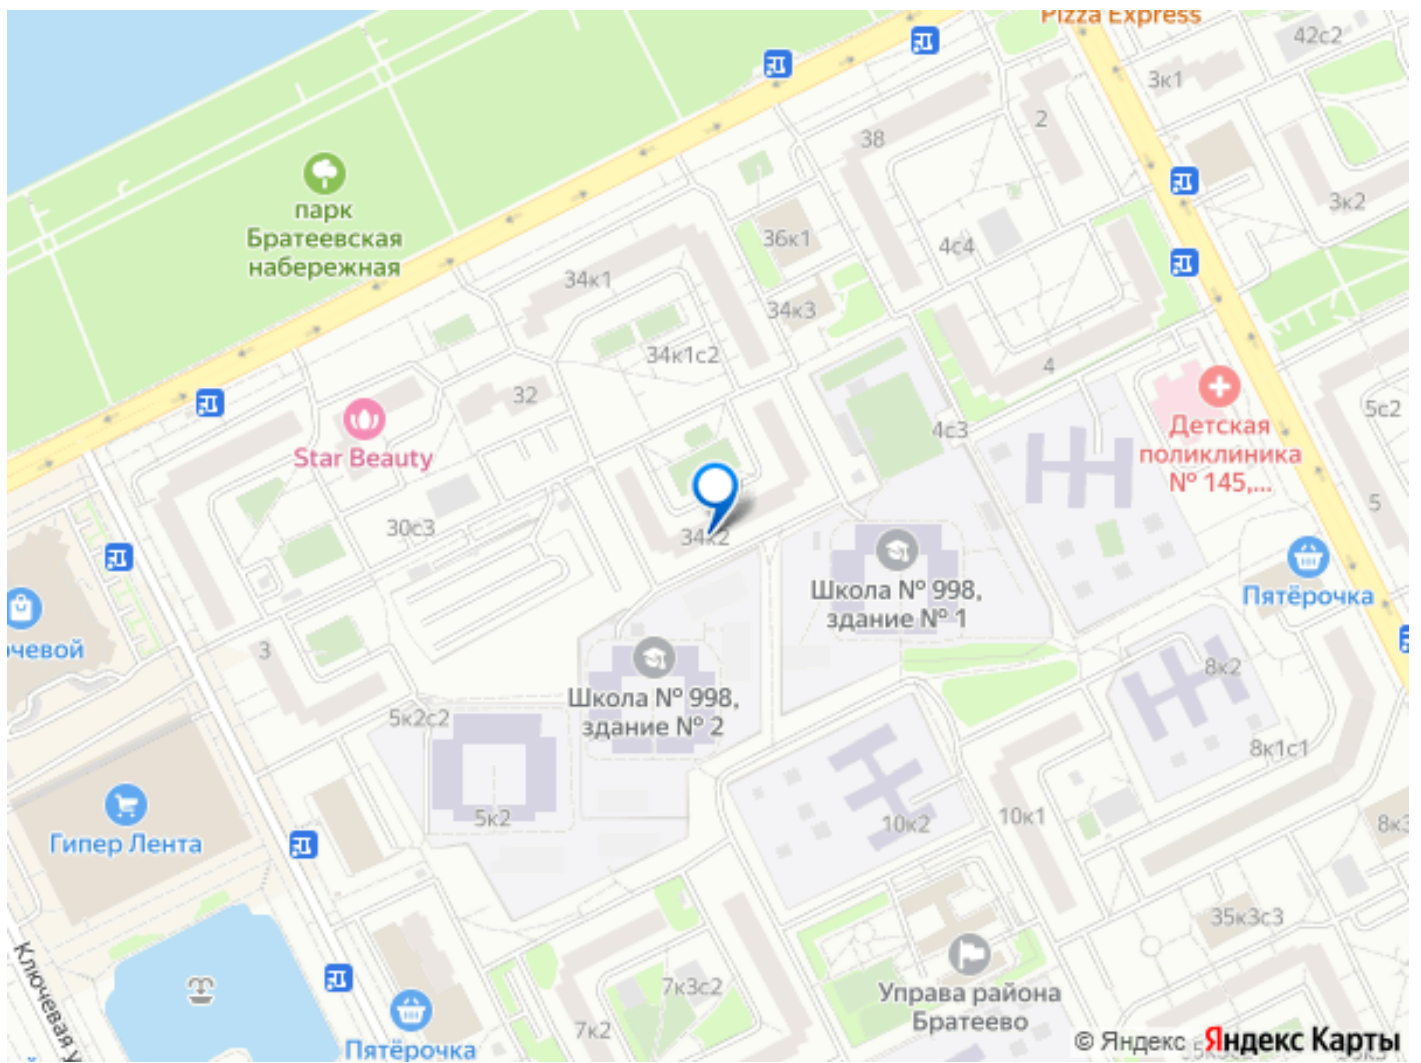 Pizza Express
42с2
3к1
2
38
3к2
парк
Братеевская
набережная
36к1
4с4
34к1
34к3
34к1с2
4
32
5с2
Star Beauty
4с3
Детская
поликлиника
№ 145,...
30с3
34к2
5
Школа № 998,
здание № 1
Пятёрочка
чевой
3
Школа № 998,
здание № 2
8к2
5к2с2
8к1с1
Гипер Лента
5к2
10к2
10к1
8к3
35к3с3
Ключевая у
7к3с2
Управа района
Братеево
7к2
Пятёрочка
© Яндекс Яндекс Карты